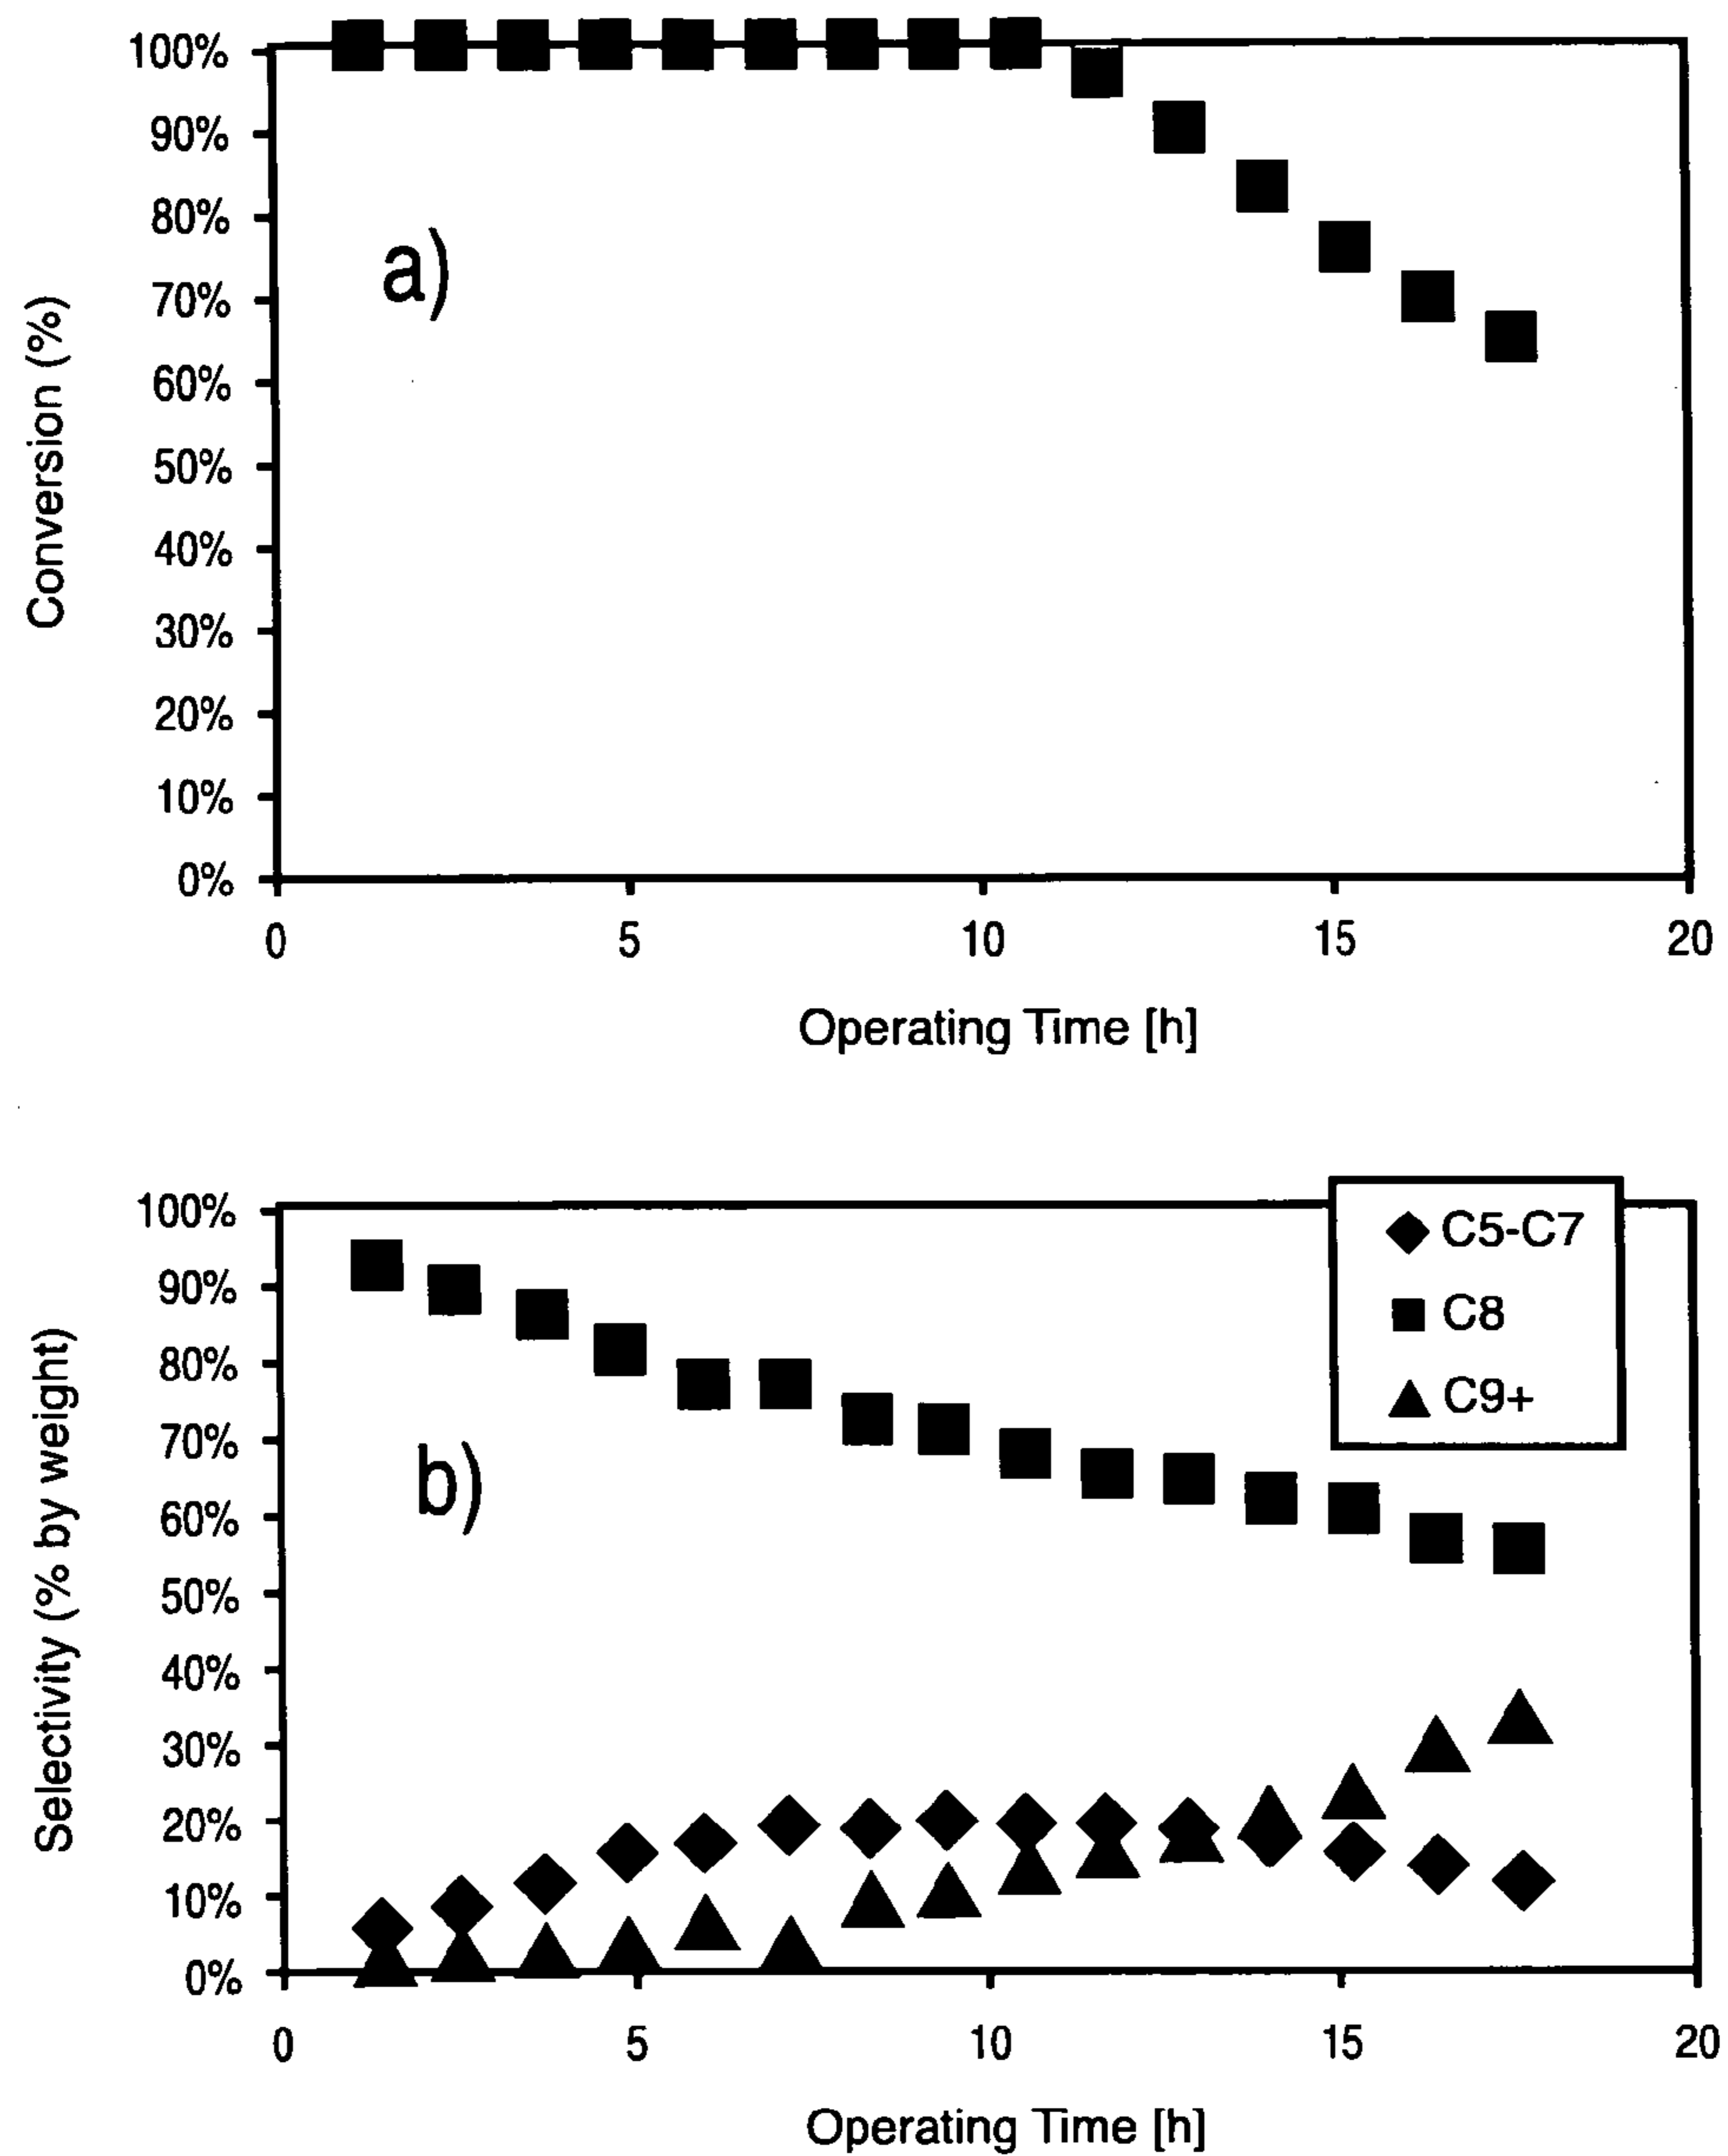 100%
90%
80%
a)
70%
60%
50%
40%
30%
20%
10%
0%
Conversion (%)
0 5 10 15 20
Operating Time [h]
100%
C5-C7
90%
C8
80%
C9+
70%
b)
60%
50%
40%
30%
20%
10%
0%
Selectivity (% by weight)
0 5 10 15 20
Operating Time [h]